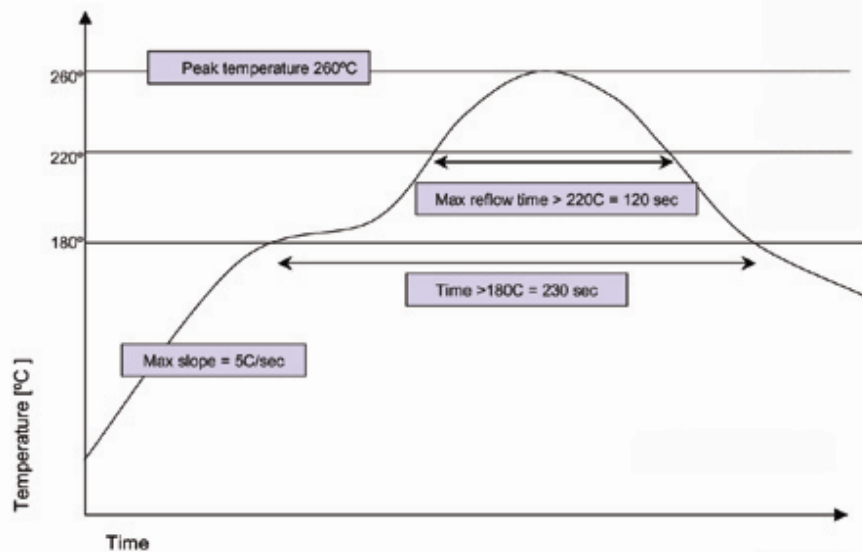 Peak temperature 260ºC
260º
220º
Max reflow time > 220C = 120 sec
180º
Time >180C = 230 sec
Max slope = 5C/sec
Temperature [ºC ]
Time